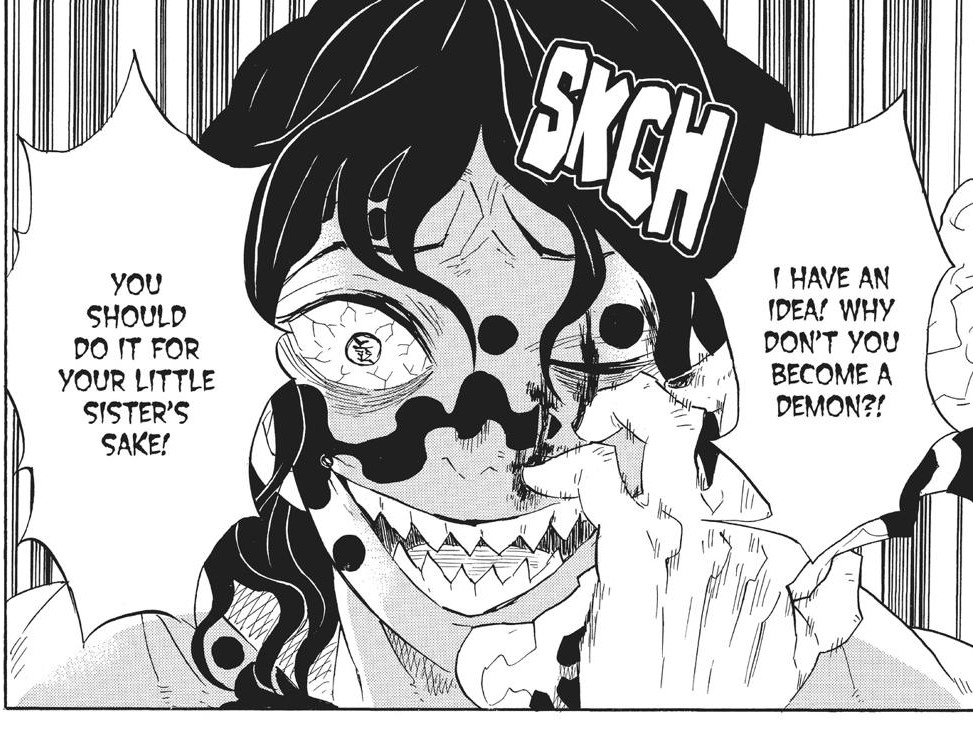 I HAVE AN
IDEA! WHY
DON'T YOU
BECOME A
DEMON?!
SKCH
YOU
SHOULD
DO IT FOR
YOUR LITTLE
SISTER'S
SAKE!